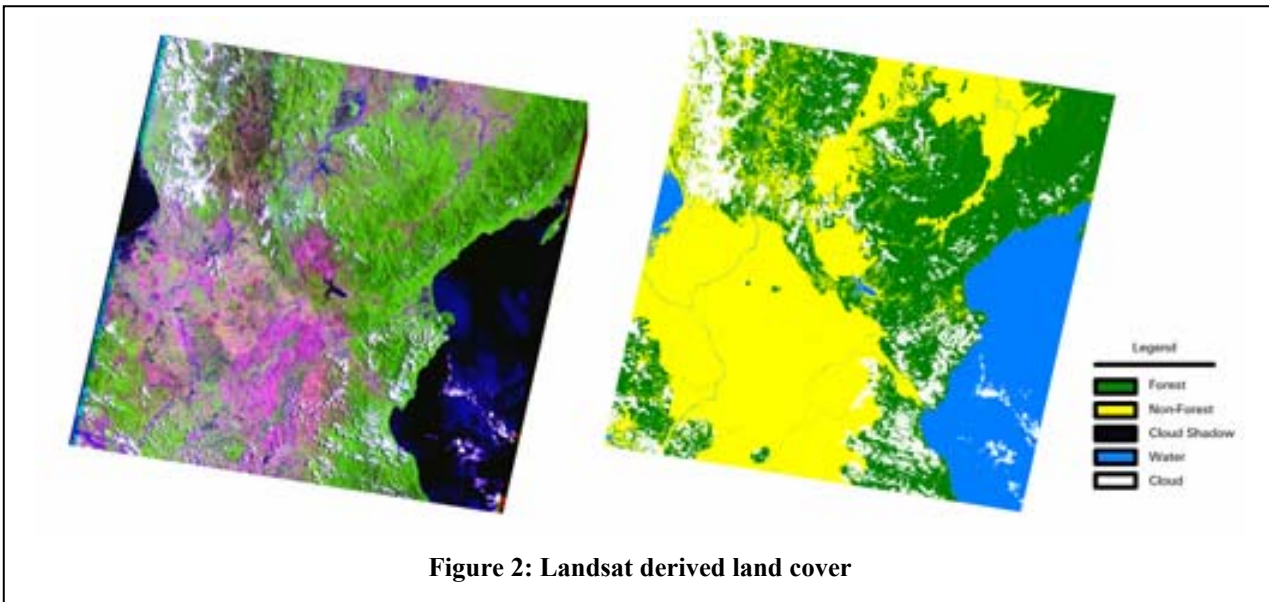 Legend
Forest
Non-Forest
Cloud Shadow
Water
Cloud
Figure 2: Landsat derived land cover